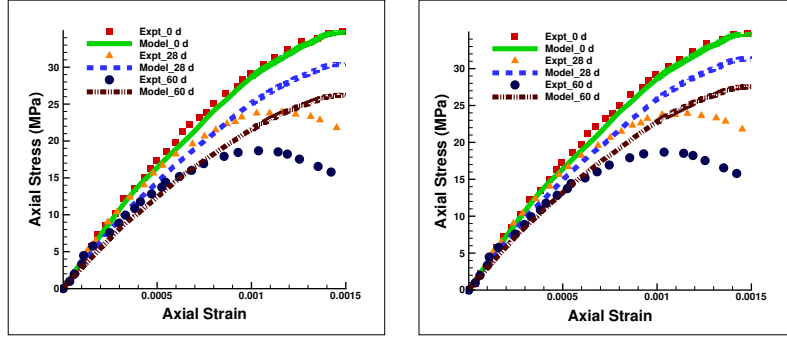 Expt_0 d
Model_0 d
Expt_28 d
Model_28 d
Expt_60 d
Model_60 d
Axial Stress (MPa)
30
25
20
15
10
5
0
0.0005
0.001
0.0015
Axial Strain
Expt_0 d
Model_0 d
Expt_28 d
Model_28 d
Expt_60 d
Model_60 d
Axial Stress (MPa)
30
25
20
15
10
5
0
0.0005
0.001
0.0015
Axial Strain